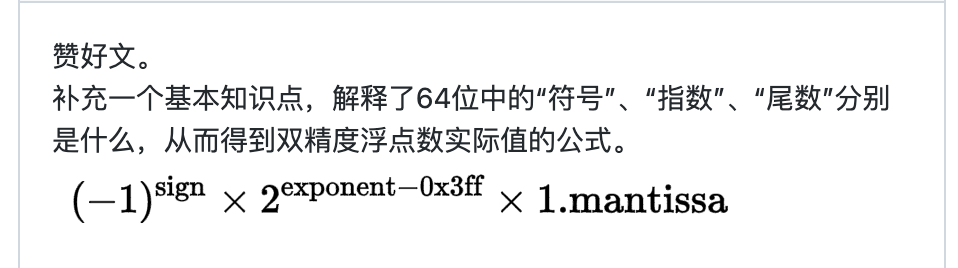 赞好文。
补充一个基本知识点，解释了64位中的“符号”、“指数”、“尾数”分别
是什么，从而得到双精度浮点数实际值的公式。
(−1)^sign × 2^exponent−0x3ff × 1.mantissa